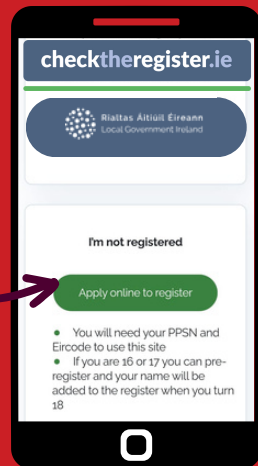 checktheregister.ie
Rialtas Áitiúil Éireann
Local Government Ireland
I'm not registered
Apply online to register
• You will need your PPSN and
Eircode to use this site
• If you are 16 or 17 you can pre-
register and your name will be
added to the register when you turn
18